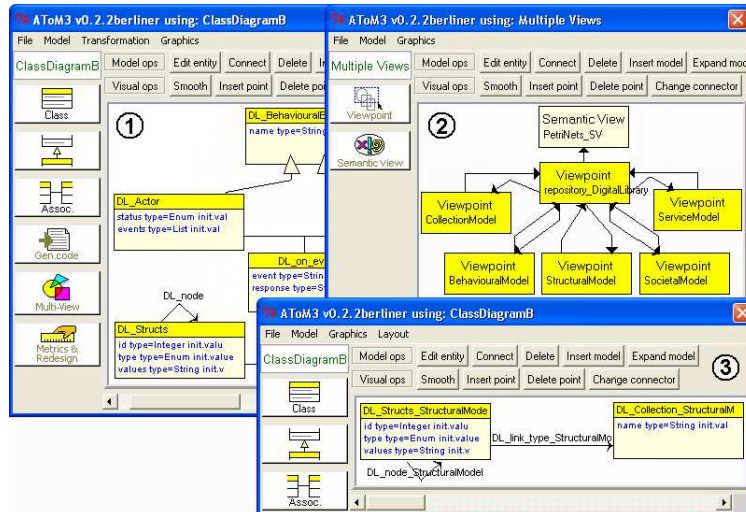 AToM3 v0.2.2berliner using: ClassDiagramB
File Model Transformation Graphics
ClassDiagramB
Model ops Edit entity Connect Delete
Visual ops Smooth Insert point Delete po
Class
Assoc.
Gen.code
Multi-View
Metrics &
Redesign
1
DL_BehaviouralE
name type=String
DL_Actor
status type=Enum init.val
events type=List init.val
DL_on_ev
event type=Strin
response type=S
DL_node
DL_Structs
id type=Integer init.valu
type type=Enum init.value
values type=String init.v
AToM3 v0.2.2berliner using: Multiple Views
File Model Graphics
Multiple Views
Model ops Edit entity Connect Delete Insert model Expand mod
Visual ops Smooth Insert point Delete point Change connector
Viewpoint
Semantic View
2
Semantic View
PetriNets_SV
Viewpoint
repository_DigitalLibrary
Viewpoint
CollectionModel
Viewpoint
ServiceModel
Viewpoint
BehaviouralModel
Viewpoint
StructuralModel
Viewpoint
SocietalModel
AToM3 v0.2.2berliner using: ClassDiagramB
File Model Graphics Layout
ClassDiagramB
Model ops Edit entity Connect Delete Insert model Expand model
Visual ops Smooth Insert point Delete point Change connector
3
Class
Assoc.
DL_Structs_StructuralMode
id type=Integer init.valu
type type=Enum init.value
values type=String init.v
DL_link_type_StructuralMo
DL_Collection_StructuralM
name type=String init.val
DL_node_StructuralModel